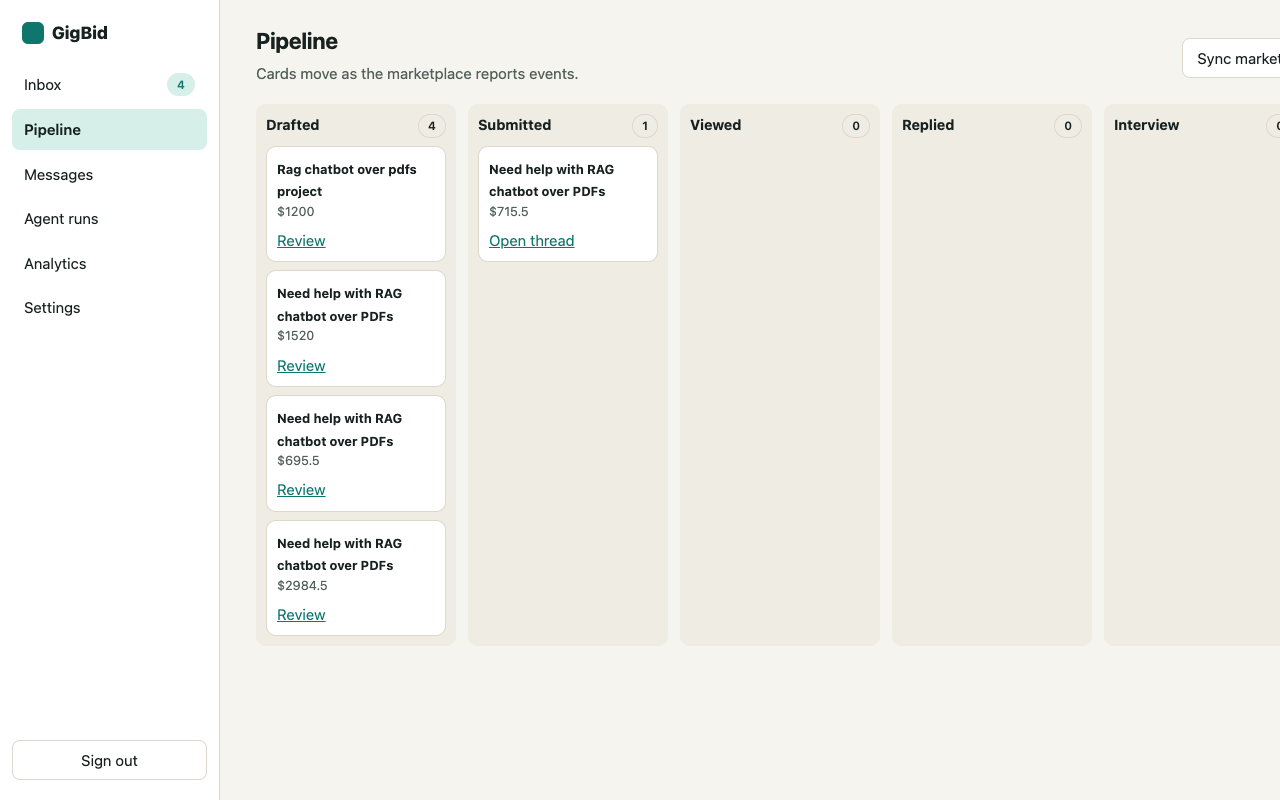 GigBid
Inbox
4
Pipeline
Messages
Agent runs
Analytics
Settings
Sign out
Pipeline
Cards move as the marketplace reports events.
Sync market
Drafted
4
Rag chatbot over pdfs
project
$1200
Review
Need help with RAG
chatbot over PDFs
$1520
Review
Need help with RAG
chatbot over PDFs
$695.5
Review
Need help with RAG
chatbot over PDFs
$2984.5
Review
Submitted
1
Need help with RAG
chatbot over PDFs
$715.5
Open thread
Viewed
0
Replied
0
Interview